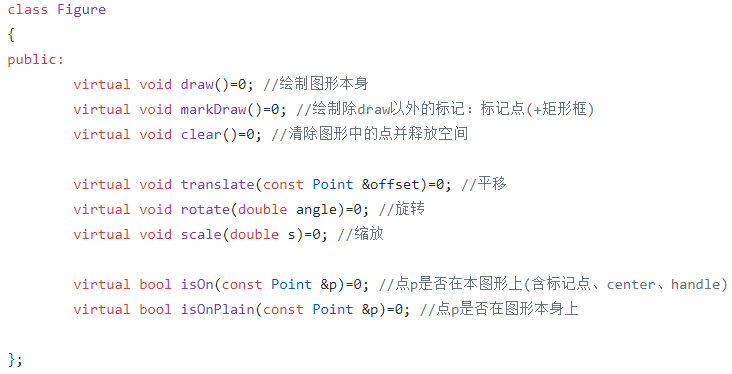 class Figure
{
public:
virtual void draw()=0; //绘制图形本身
virtual void markDraw()=0; //绘制除draw以外的标记：标记点(+矩形框)
virtual void clear()=0; //清除图形中的点并释放空间
virtual void translate(const Point &offset)=0; //平移
virtual void rotate(double angle)=0; //旋转
virtual void scale(double s)=0; //缩放
virtual bool isOn(const Point &p)=0; //点p是否在本图形上(含标记点、center、handle)
virtual bool isOnPlain(const Point &p)=0; //点p是否在图形本身上
};